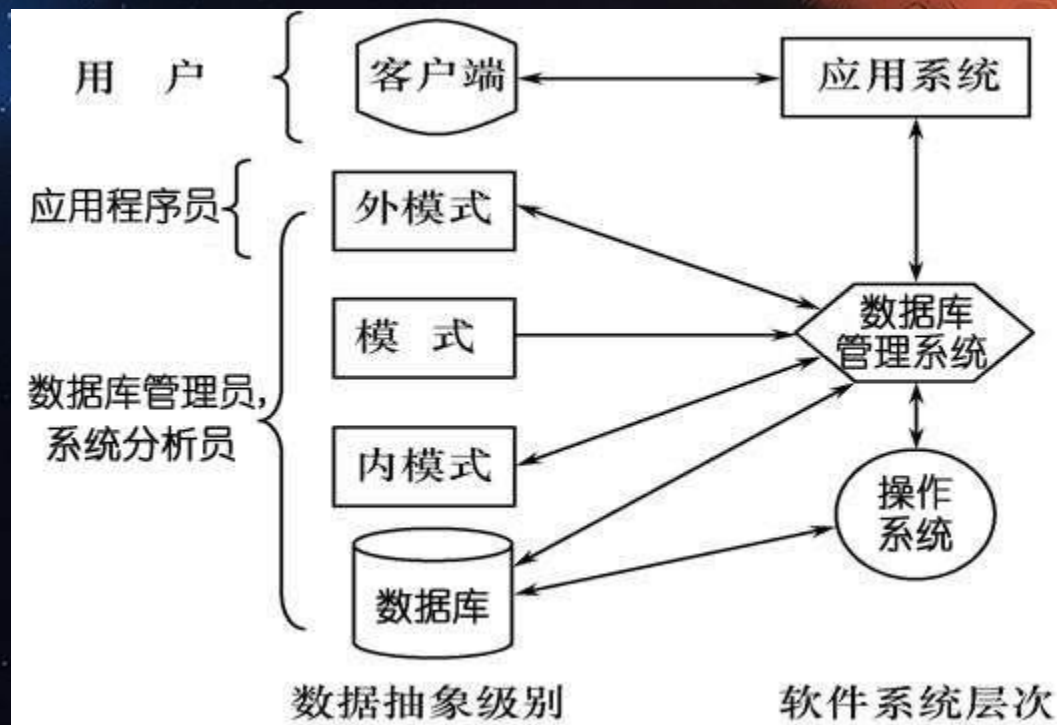 用 户
客户端
应用系统
应用程序员
外模式
模 式
数据库
管理系统
数据库管理员,
系统分析员
内模式
操作
系统
数据库
数据抽象级别
软件系统层次